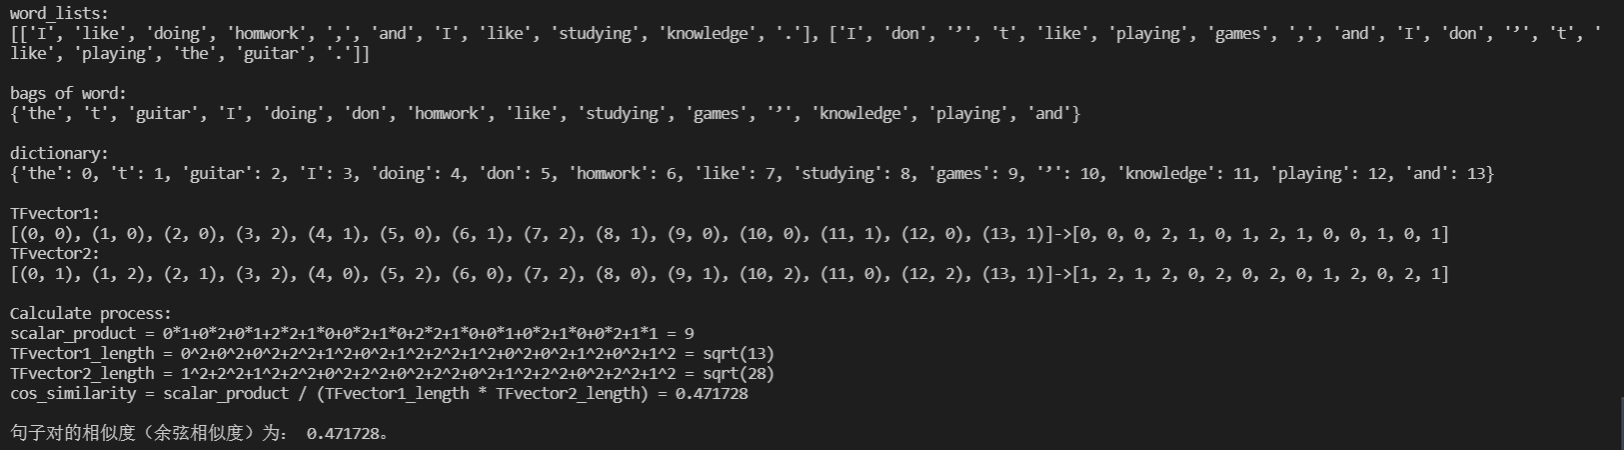 word_lists:
[['I', 'like', 'doing', 'homwork', ',', 'and', 'I', 'like', 'studying', 'knowledge', '.'], ['I', 'don', '’', 't', 'like', 'playing', 'games', ',', 'and', 'I', 'don', '’', 't', '
like', 'playing', 'the', 'guitar', '.']]
bags of word:
{'the', 't', 'guitar', 'I', 'doing', 'don', 'homwork', 'like', 'studying', 'games', '’', 'knowledge', 'playing', 'and'}
dictionary:
{'the': 0, 't': 1, 'guitar': 2, 'I': 3, 'doing': 4, 'don': 5, 'homwork': 6, 'like': 7, 'studying': 8, 'games': 9, '’': 10, 'knowledge': 11, 'playing': 12, 'and': 13}
TFvector1:
[(0, 0), (1, 0), (2, 0), (3, 2), (4, 1), (5, 0), (6, 1), (7, 2), (8, 1), (9, 0), (10, 0), (11, 1), (12, 0), (13, 1)]->[0, 0, 0, 2, 1, 0, 1, 2, 1, 0, 0, 1, 0, 1]
TFvector2:
[(0, 1), (1, 2), (2, 1), (3, 2), (4, 0), (5, 2), (6, 0), (7, 2), (8, 0), (9, 1), (10, 2), (11, 0), (12, 2), (13, 1)]->[1, 2, 1, 2, 0, 2, 0, 2, 0, 1, 2, 0, 2, 1]
Calculate process:
scalar_product = 0*1+0*2+0*1+2*2+1*0+0*2+1*0+2*2+1*0+0*1+0*2+1*0+0*2+1*1 = 9
TFvector1_length = 0^2+0^2+0^2+2^2+1^2+0^2+1^2+2^2+1^2+0^2+0^2+1^2+0^2+1^2 = sqrt(13)
TFvector2_length = 1^2+2^2+1^2+2^2+0^2+2^2+0^2+2^2+0^2+1^2+2^2+0^2+2^2+1^2 = sqrt(28)
cos_similarity = scalar_product / (TFvector1_length * TFvector2_length) = 0.471728
句子对的相似度（余弦相似度）为： 0.471728。